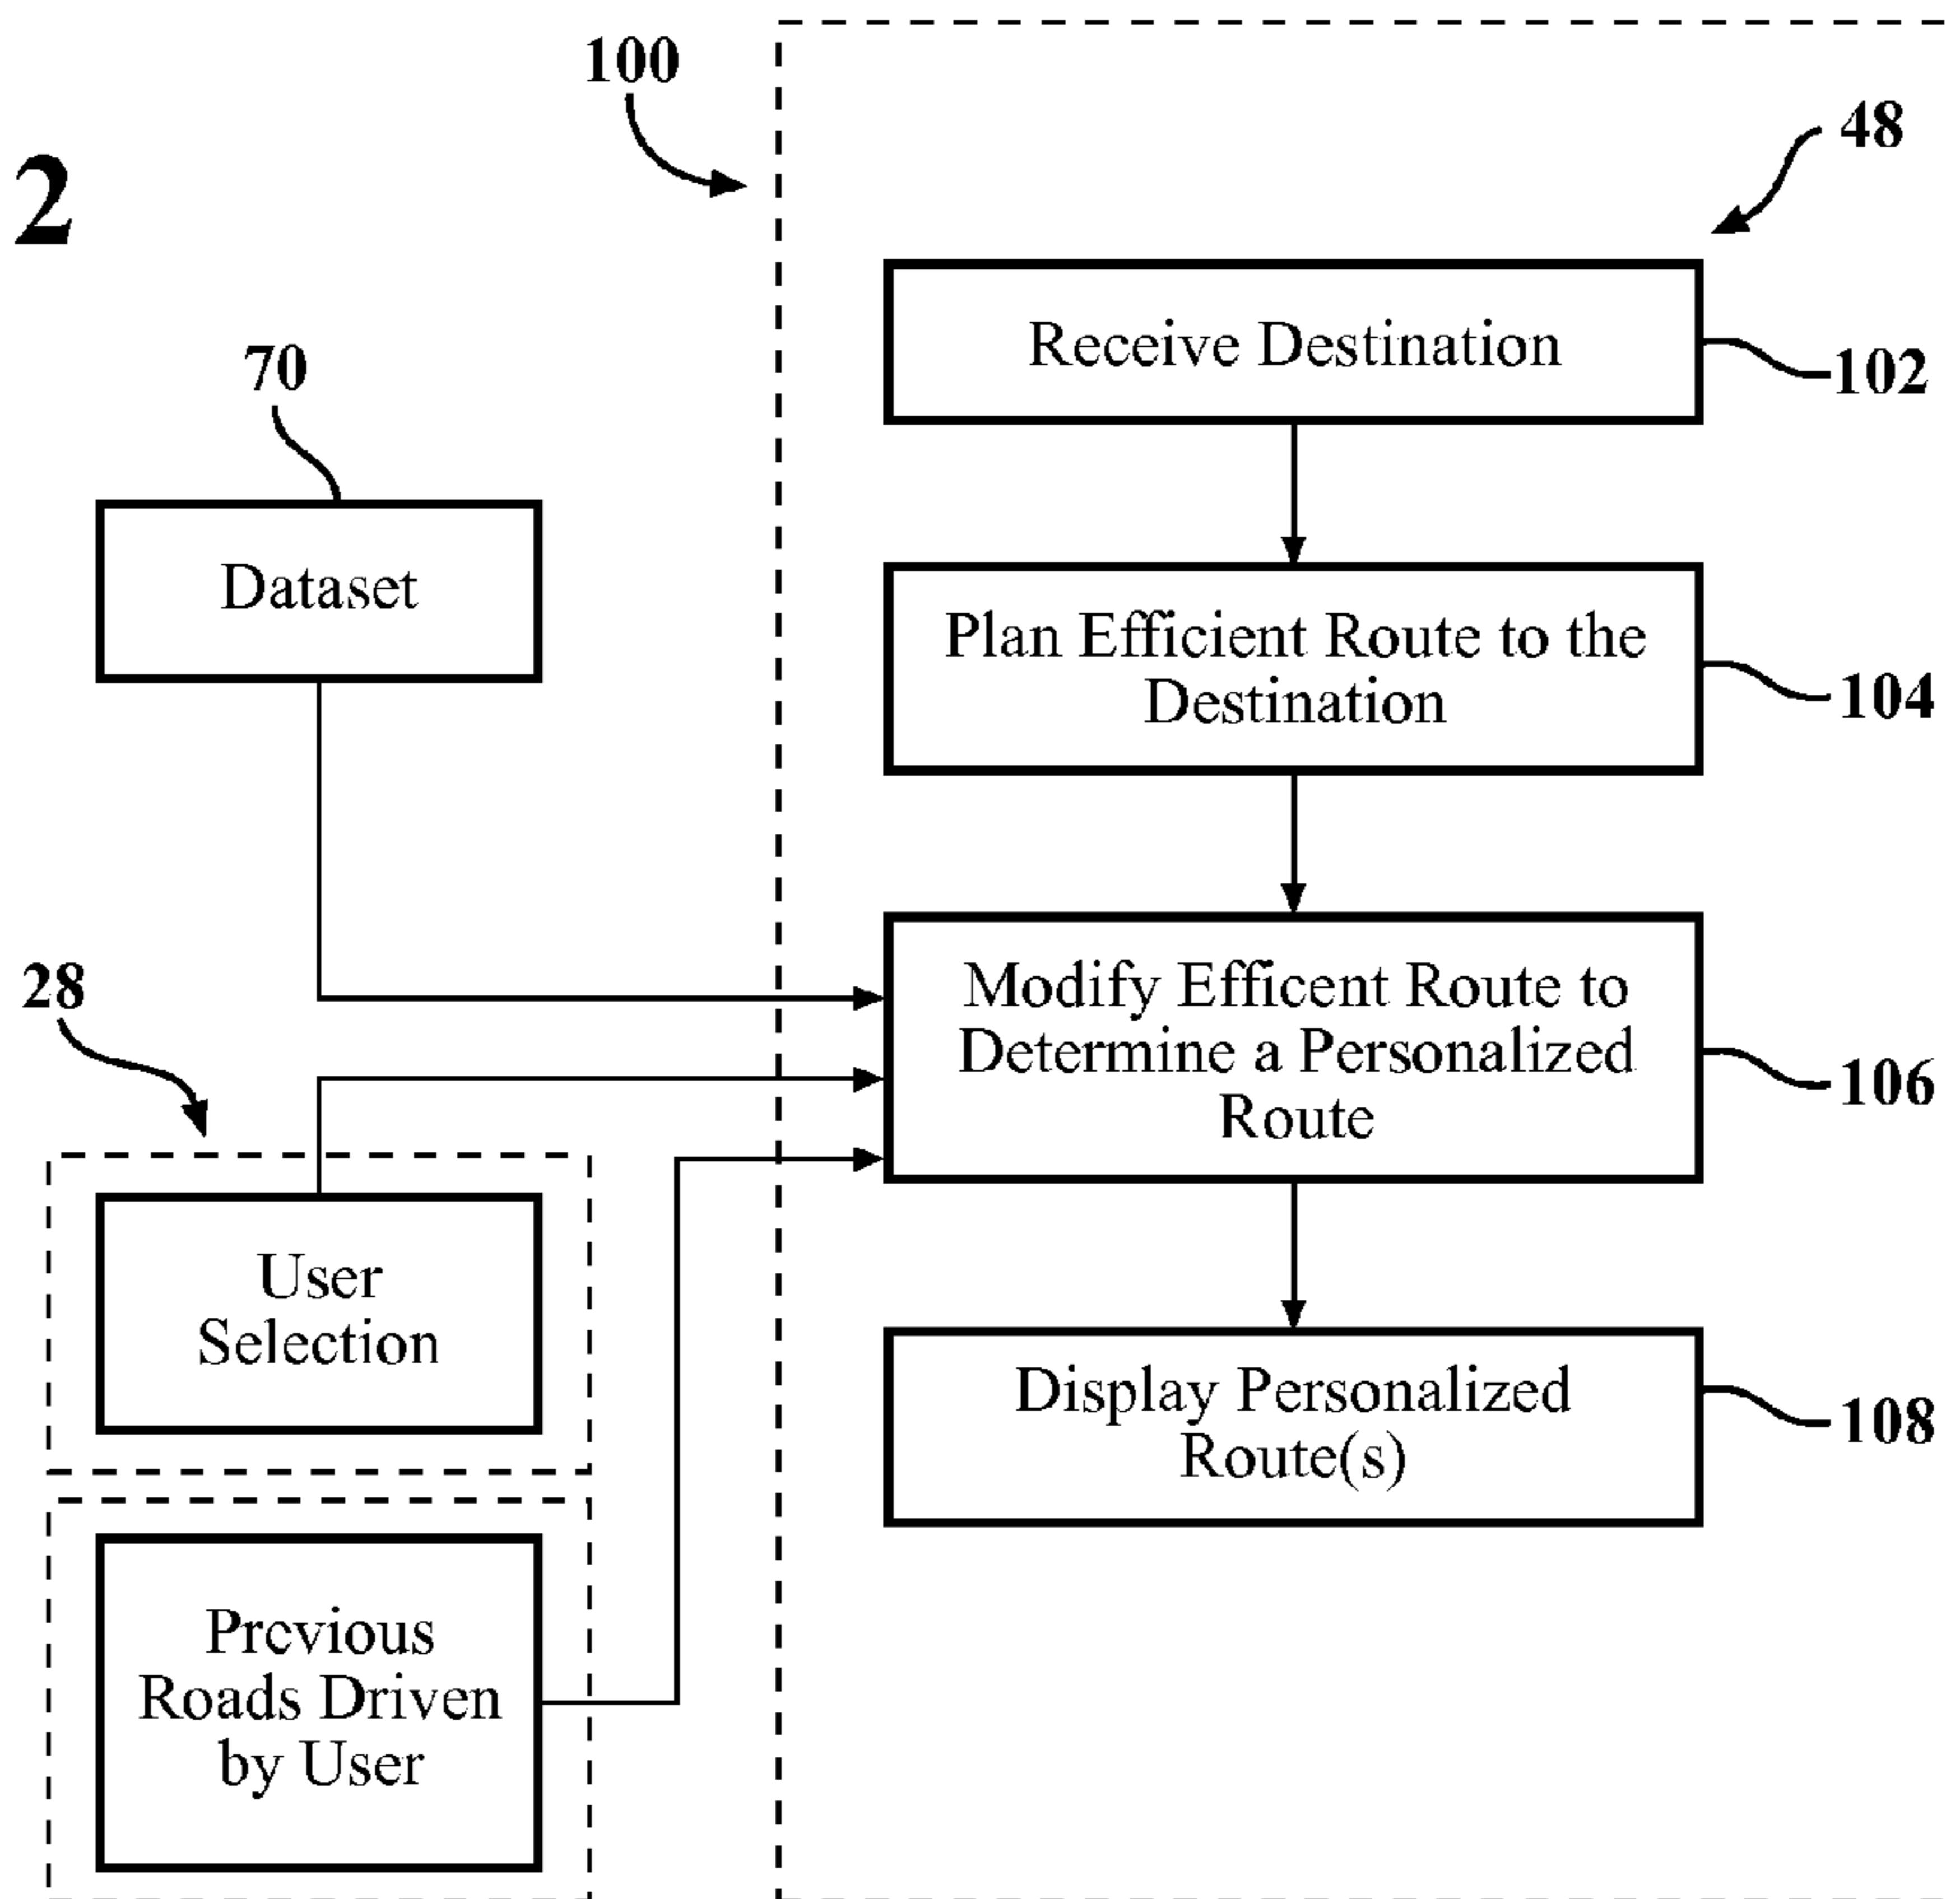 100
48
2
Receive Destination
102
70
Dataset
Plan Efficient Route to the
Destination
104
28
Modify Efficent Route to
Determine a Personalized
Route
106
User
Selection
Display Personalized
Route(s)
108
Previous
Roads Driven
by User